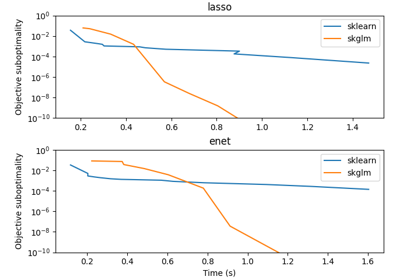 lasso
Objective suboptimality
10^0
10^-2
10^-4
10^-6
10^-8
10^-10
sklearn
skglm
0.2 0.4 0.6 0.8 1.0 1.2 1.4
enet
Objective suboptimality
10^0
10^-2
10^-4
10^-6
10^-8
10^-10
sklearn
skglm
0.2 0.4 0.6 0.8 1.0 1.2 1.4 1.6
Time (s)